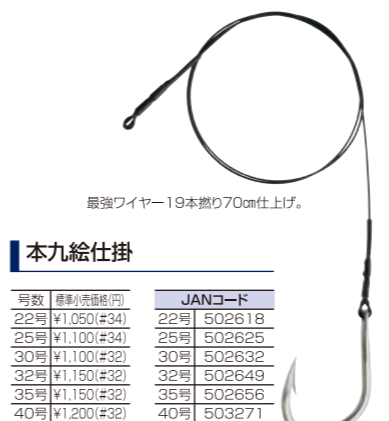 最強ワイヤー19本撚り70㎝仕上げ。
本九絵仕掛
号数 標準小売価格(円)
22号 ¥1,050(#34)
25号 ¥1,100(#34)
30号 ¥1,100(#32)
32号 ¥1,150(#32)
35号 ¥1,150(#32)
40号 ¥1,200(#32)
JANコード
22号 502618
25号 502625
30号 502632
32号 502649
35号 502656
40号 503271